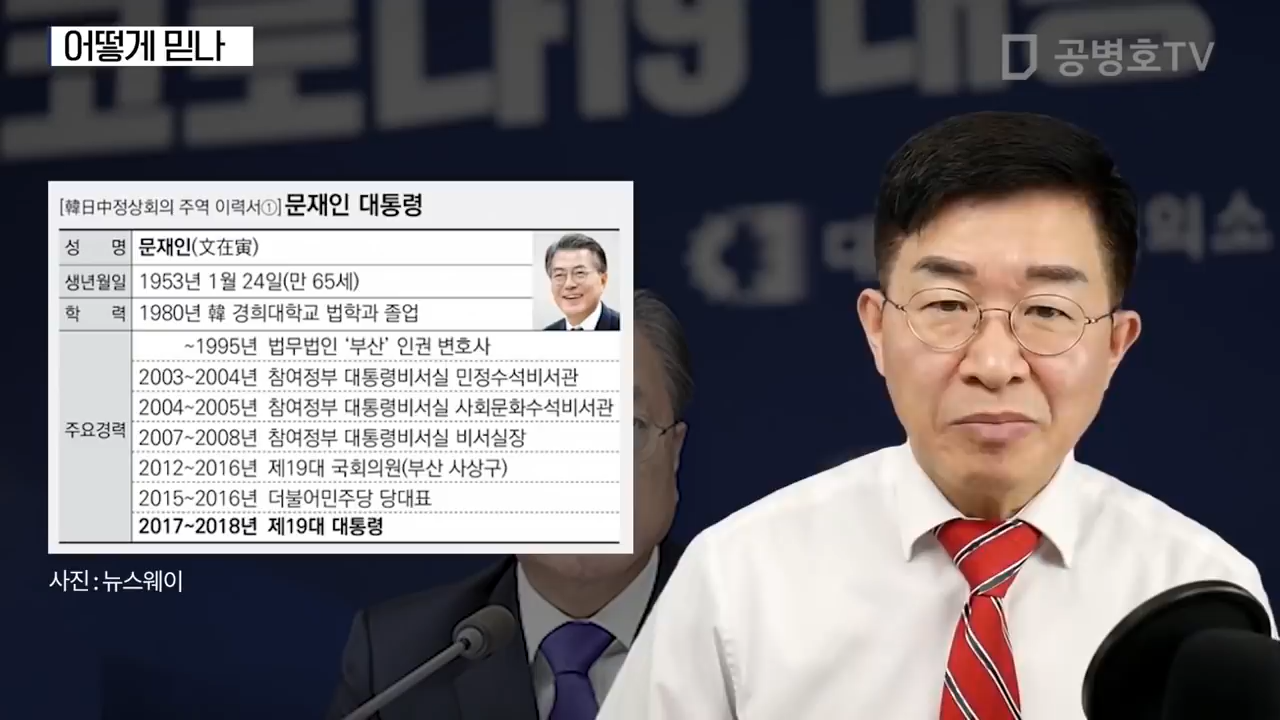 어떻게 믿나
공병호TV
코로나19 대응
[韓日中정상회의 주역 이력서①] 문재인 대통령
성 명 문재인(文在寅)
생년월일 1953년 1월 24일(만 65세)
학 력 1980년 韓 경희대학교 법학과 졸업
~1995년 법무법인 ‘부산’ 인권 변호사
2003~2004년 참여정부 대통령비서실 민정수석비서관
2004~2005년 참여정부 대통령비서실 사회문화수석비서관
주요경력
2007~2008년 참여정부 대통령비서실 비서실장
2012~2016년 제19대 국회의원(부산 사상구)
2015~2016년 더불어민주당 당대표
2017~2018년 제19대 대통령
사진 : 뉴스웨이